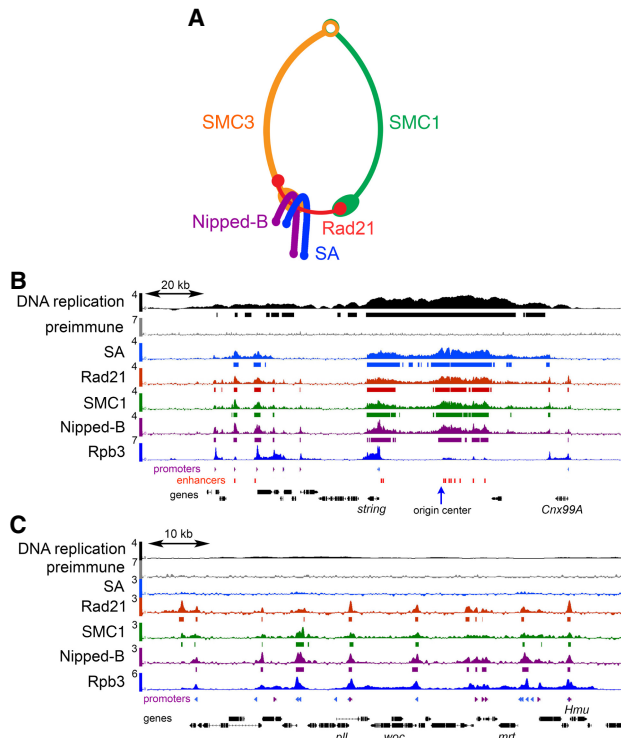 A
SMC3
SMC1
Nipped-B
Rad21
SA
B
20 kb
DNA replication 4
preimmune 7
SA 4
Rad21 4
SMC1 4
Nipped-B 4
Rpb3 7
promoters
enhancers
genes
string
origin center
Cnx99A
C
10 kb
DNA replication 4
preimmune 7
SA 3
Rad21 3
SMC1 3
Nipped-B 3
Rpb3 6
promoters
genes
Hmu
pll woc mrt